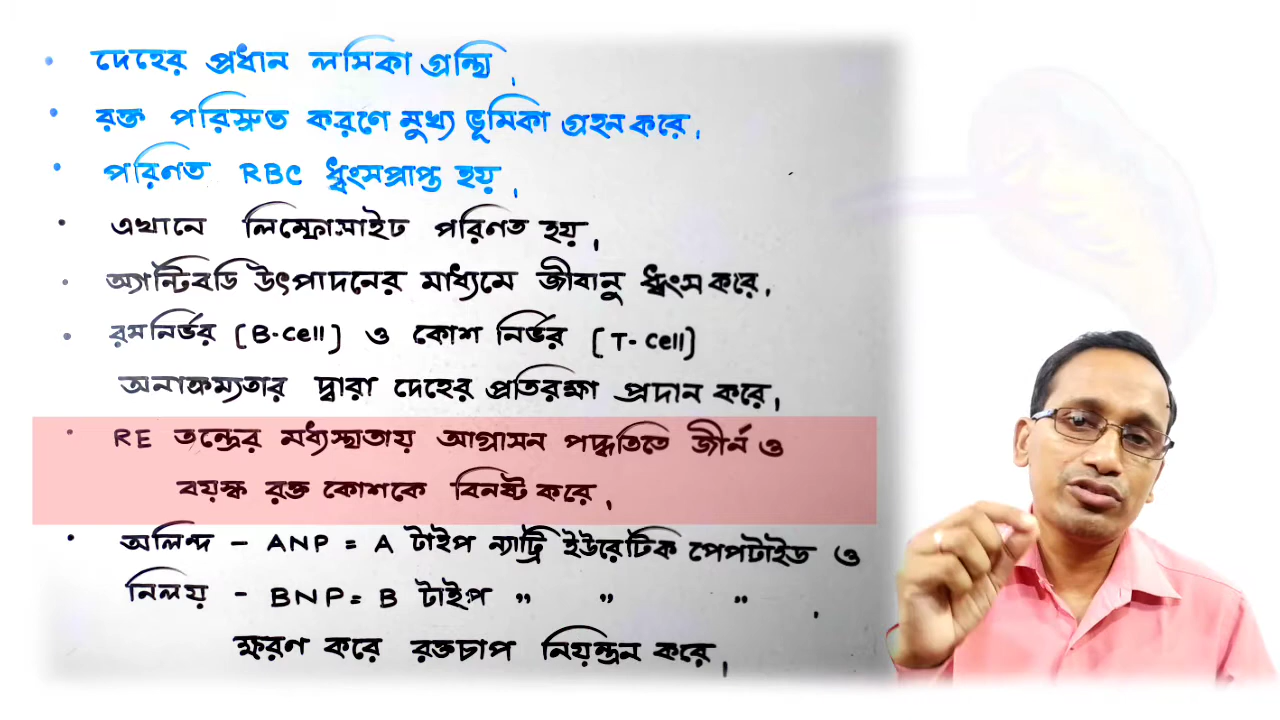 • দেহের প্রধান লসিকা গ্রন্থি,
• রক্ত পরিস্রুত করণে মুখ্য ভূমিকা গ্রহন করে,
• পরিণত RBC ধ্বংসপ্রাপ্ত হয়,
• এখানে লিম্ফোসাইট পরিণত হয়,
• অ্যান্টিবডি উৎপাদনের মাধ্যমে জীবানু ধ্বংস করে,
• রসনির্ভর [B-cell] ও কোশ নির্ভর [T-cell]
অনাক্রম্যতার দ্বারা দেহের প্রতিরক্ষা প্রদান করে,
• RE তন্ত্রের মধ্যস্থতায় আগ্রাসন পদ্ধতিতে জীর্ন ও
বয়স্ক রক্ত কোশকে বিনষ্ট করে,
• অলিন্দ - ANP = A টাইপ ন্যাট্রি ইউরেটিক পেপটাইড ও
নিলয় - BNP = B টাইপ " " " ,
ক্ষরণ করে রক্তচাপ নিয়ন্ত্রন করে,